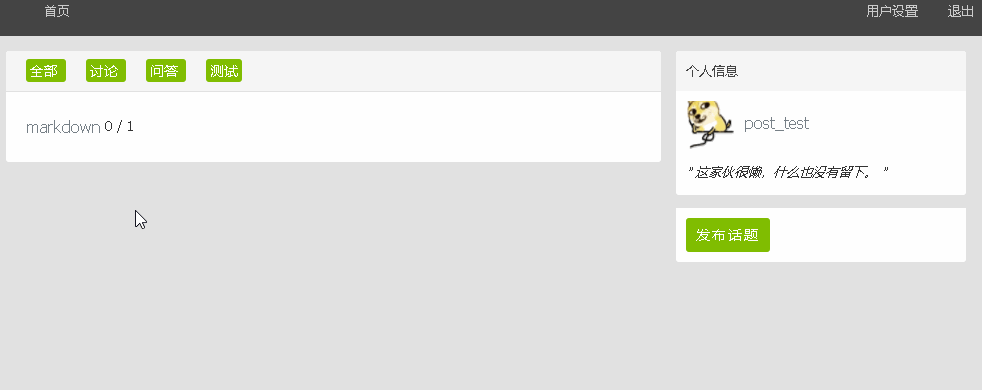 首页 用户设置 退出
全部 讨论 问答 测试
markdown 0 / 1
个人信息
post_test
" 这家伙很懒，什么也没有留下。 "
发布话题